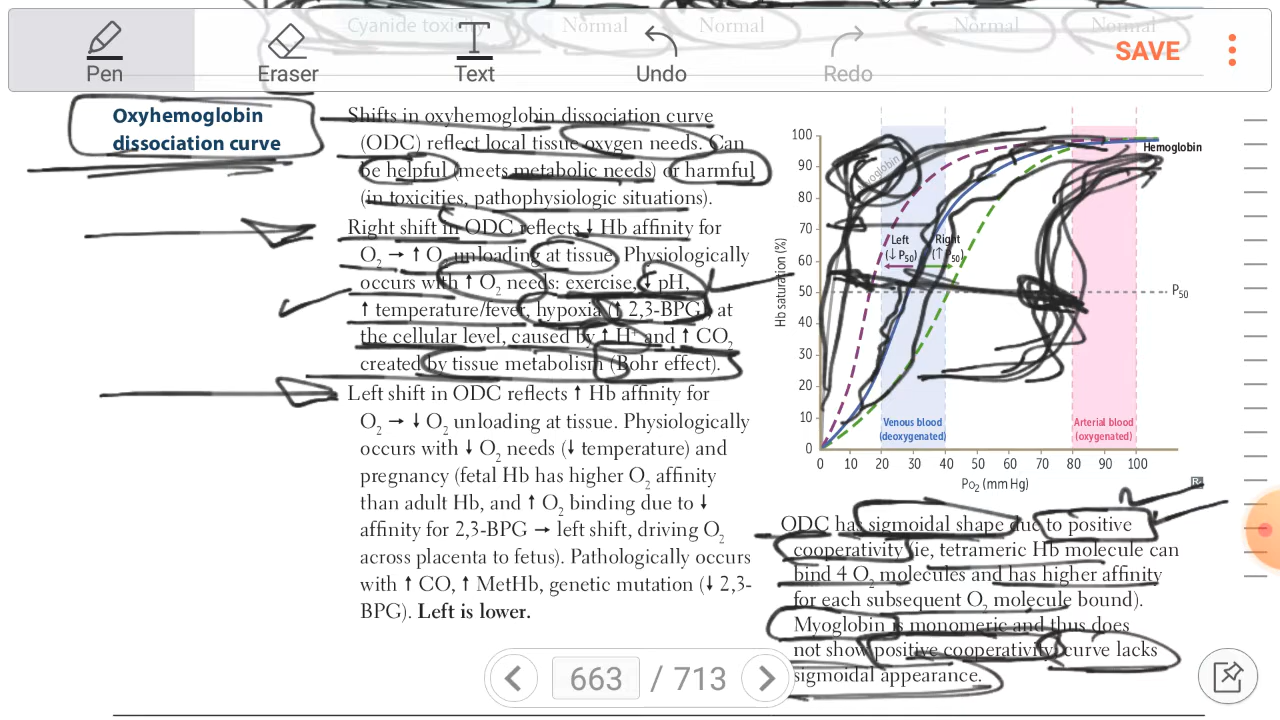 Cyanide toxicity Normal Normal Normal Normal
Pen Eraser Text Undo Redo SAVE
Oxyhemoglobin
dissociation curve
Shifts in oxyhemoglobin dissociation curve
(ODC) reflect local tissue oxygen needs. Can
be helpful (meets metabolic needs) or harmful
(in toxicities, pathophysiologic situations).
Right shift in ODC reflects ↓ Hb affinity for
O2 → ↑ O2 unloading at tissue. Physiologically
occurs with ↑ O2 needs: exercise, ↓ pH,
↑ temperature/fever, hypoxia (↑ 2,3-BPG) at
the cellular level, caused by ↑ H+ and ↑ CO2
created by tissue metabolism (Bohr effect).
Left shift in ODC reflects ↑ Hb affinity for
O2 → ↓ O2 unloading at tissue. Physiologically
occurs with ↓ O2 needs (↓ temperature) and
pregnancy (fetal Hb has higher O2 affinity
than adult Hb, and ↑ O2 binding due to ↓
affinity for 2,3-BPG → left shift, driving O2
across placenta to fetus). Pathologically occurs
with ↑ CO, ↑ MetHb, genetic mutation (↓ 2,3-
BPG). Left is lower.
Hb saturation (%)
100
90
80
70
60
50
40
30
20
10
0
Hemoglobin
Left
(↓ P50)
Right
(↑ P50)
P50
Venous blood
(deoxygenated)
Arterial blood
(oxygenated)
0 10 20 30 40 50 60 70 80 90 100
PO2 (mm Hg)
ODC has sigmoidal shape due to positive
cooperativity (ie, tetrameric Hb molecule can
bind 4 O2 molecules and has higher affinity
for each subsequent O2 molecule bound).
Myoglobin is monomeric and thus does
not show positive cooperativity; curve lacks
sigmoidal appearance.
663 / 713